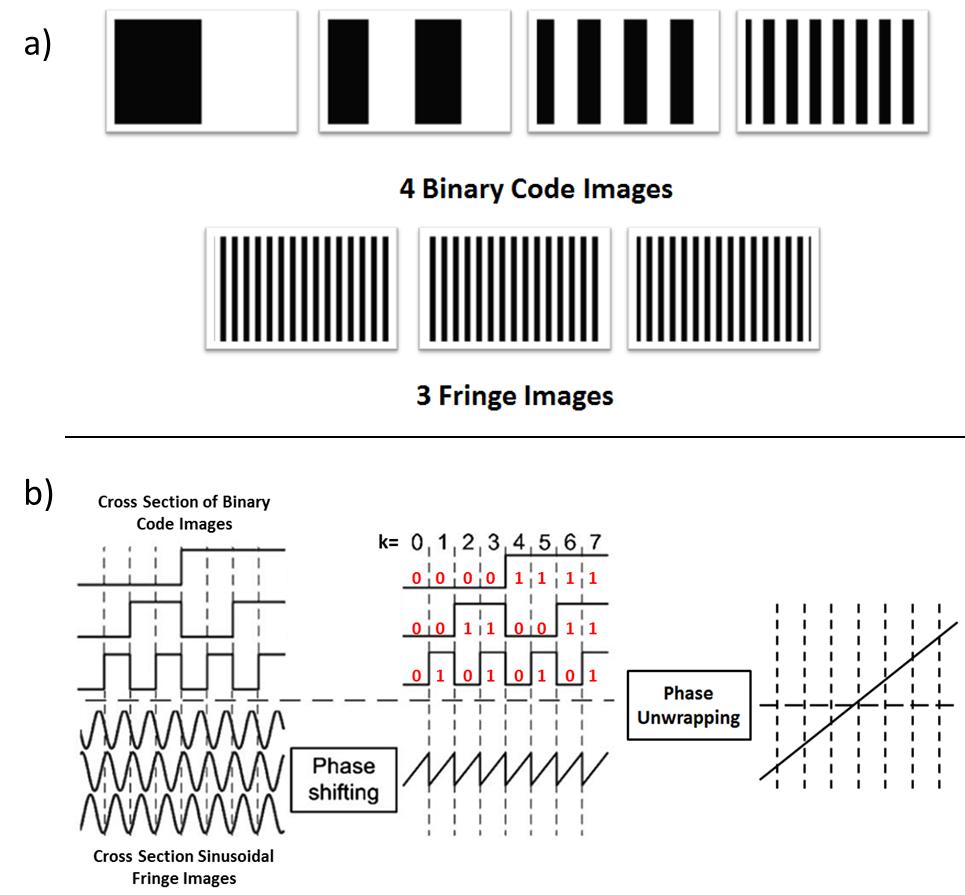 a)
4 Binary Code Images
3 Fringe Images
b)
Cross Section of Binary
Code Images
k= 0 1 2 3 4 5 6 7
0 0 0 0 1 1 1 1
0 0 1 1 0 0 1 1
0 1 0 1 0 1 0 1
Phase
shifting
Phase
Unwrapping
Cross Section Sinusoidal
Fringe Images